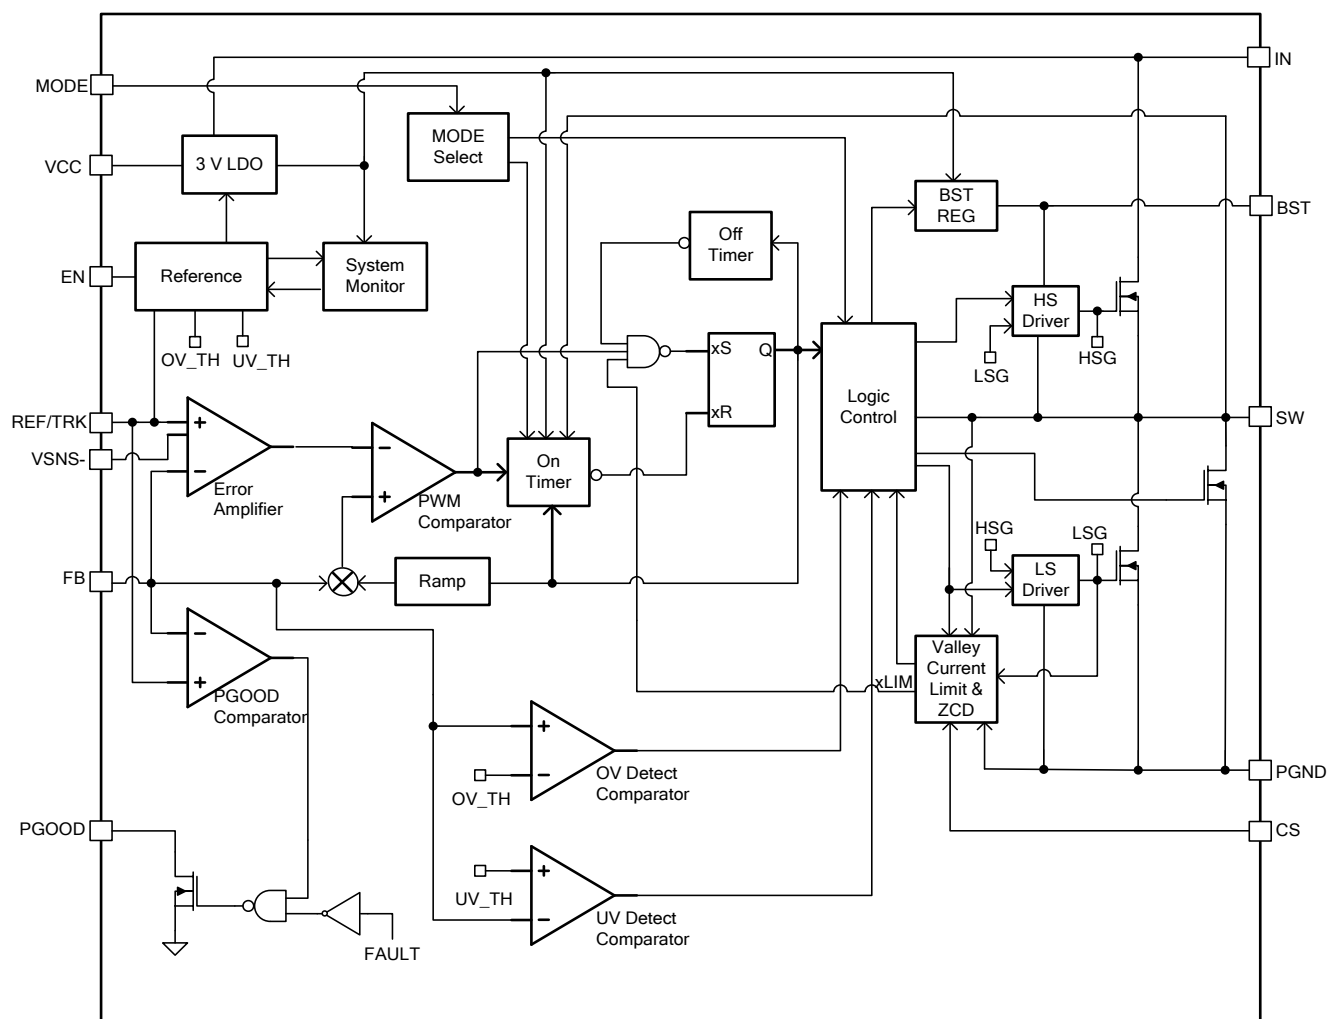 IN
MODE
MODE
Select
3 V LDO
VCC
BST
REG
BST
Off
Timer
EN
Reference
System
Monitor
HS
Driver
OV_TH
UV_TH
xS
Q
HSG
LSG
Logic
Control
xR
REF/TRK
+
SW
VSNS-
−
−
On
Timer
Error
Amplifier
+
PWM
Comparator
HSG
LSG
FB
Ramp
LS
Driver
−
+
Valley
Current
Limit &
ZCD
xLIM
PGOOD
Comparator
+
−
OV Detect
Comparator
OV_TH
PGND
PGOOD
CS
+
−
UV_TH
UV Detect
Comparator
FAULT